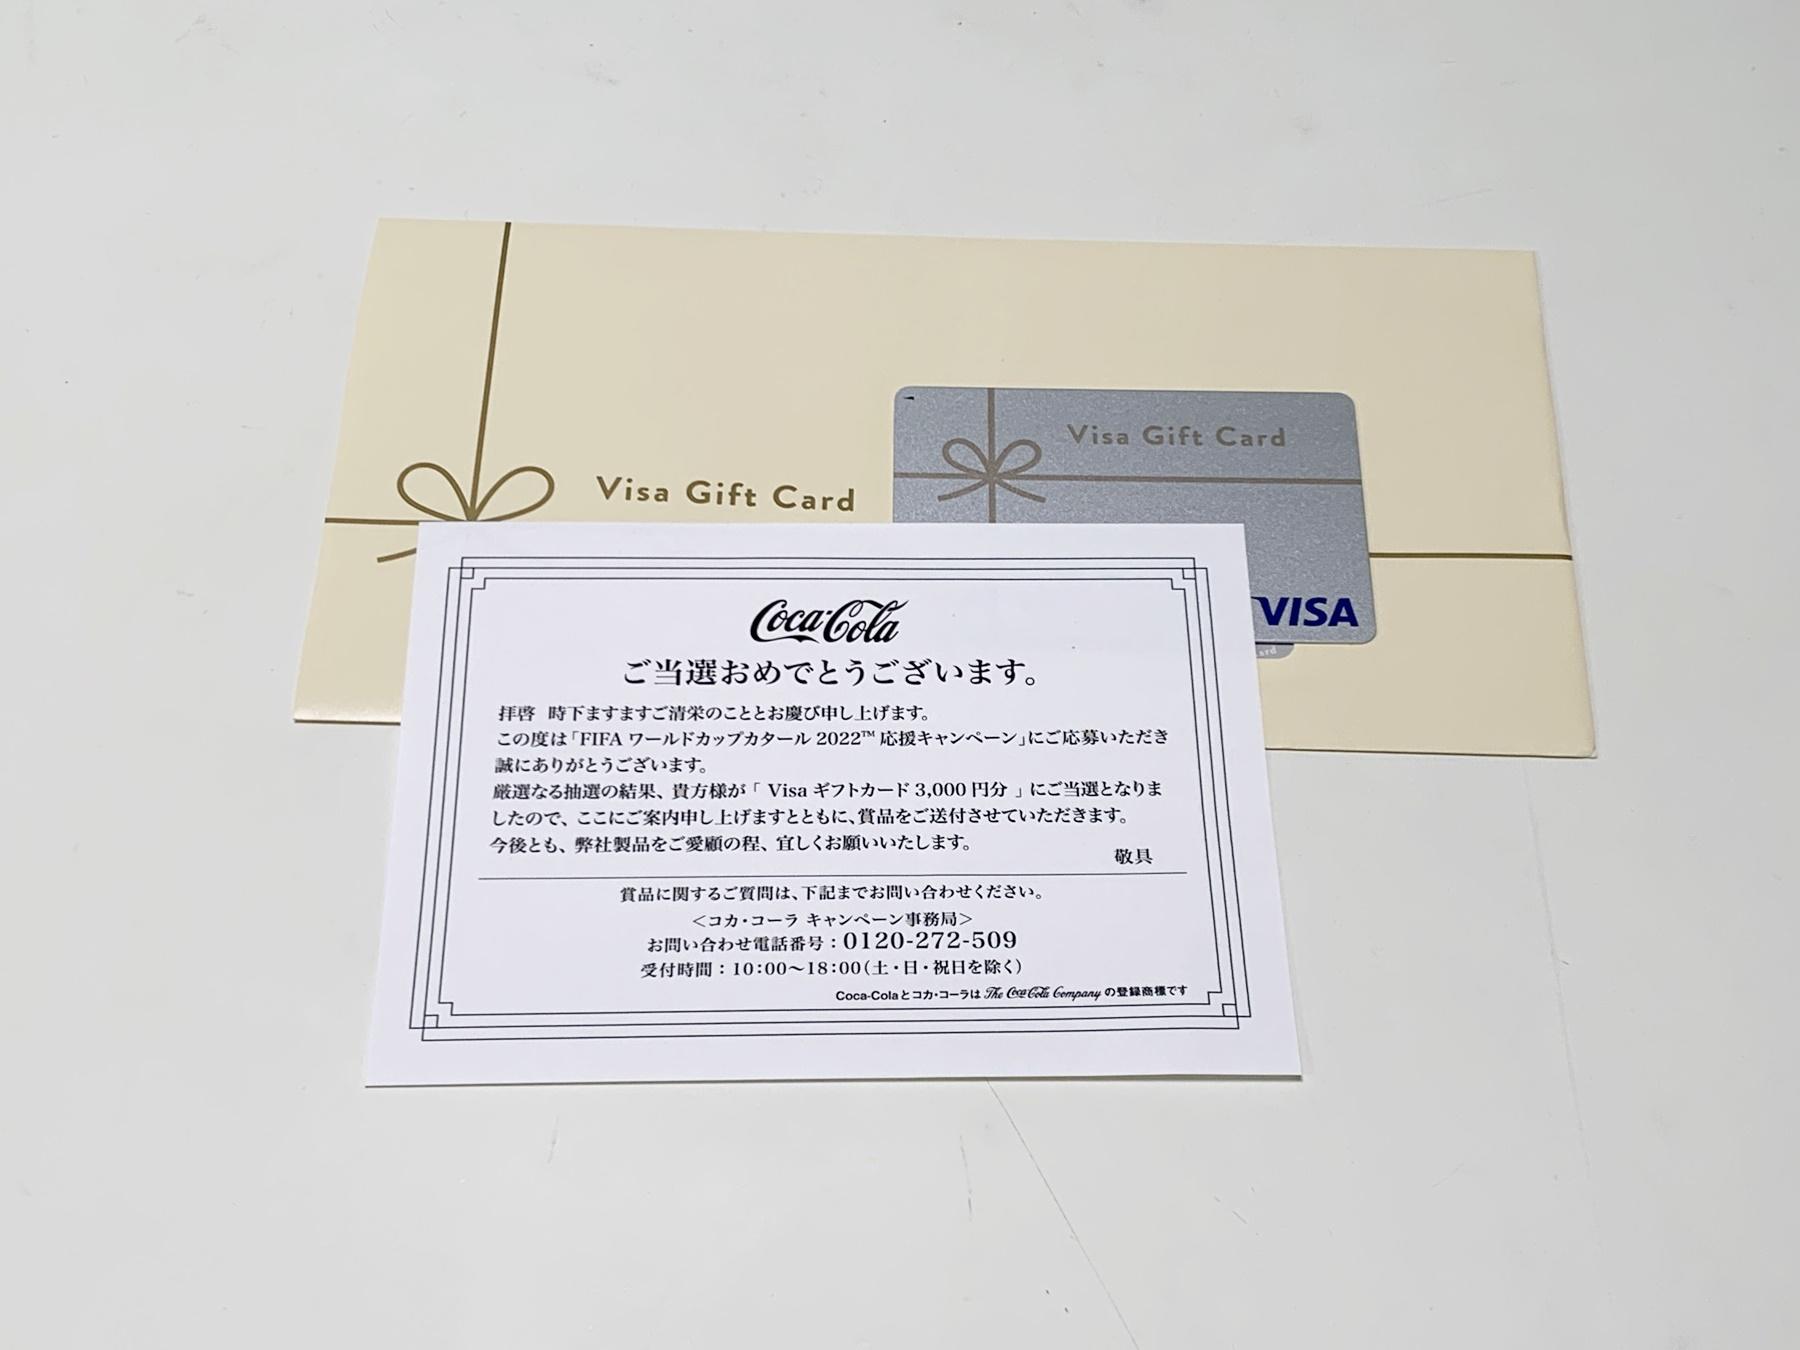 Visa Gift Card
Visa Gift Card
VISA
ard
Coca-Cola
ご当選おめでとうございます。
拝啓 時下ますますご清栄のこととお慶び申し上げます。
この度は「FIFA ワールドカップカタール 2022™ 応援キャンペーン」にご応募いただき
誠にありがとうございます。
厳選なる抽選の結果、貴方様が「 Visa ギフトカード 3,000 円分 」にご当選となりま
したので、ここにご案内申し上げますとともに、賞品をご送付させていただきます。
今後とも、弊社製品をご愛顧の程、宜しくお願いいたします。
敬具
賞品に関するご質問は、下記までお問い合わせください。
＜コカ・コーラ キャンペーン事務局＞
お問い合わせ電話番号：0120-272-509
受付時間：10：00～18：00（土・日・祝日を除く）
Coca-Colaとコカ・コーラは The Coca-Cola Company の登録商標です